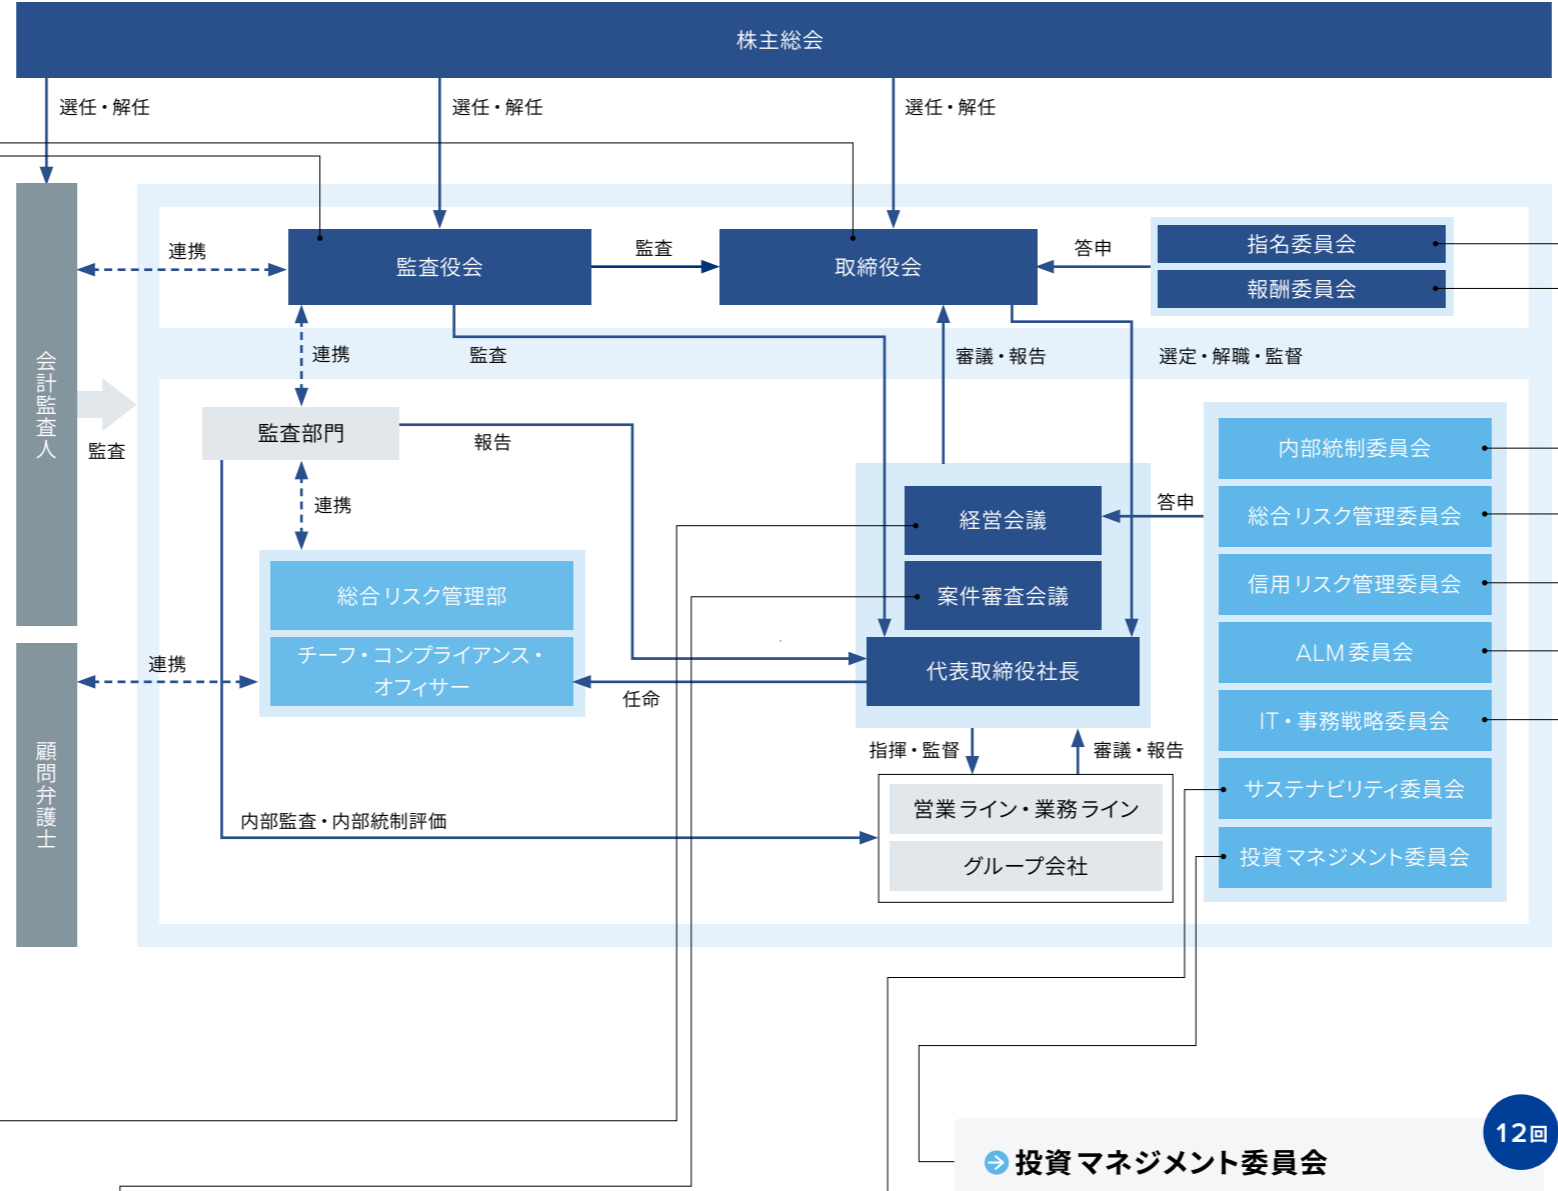 株主総会
選任・解任
選任・解任
選任・解任
会計監査人
監査
顧問弁護士
連携
監査役会
監査
取締役会
答申
指名委員会
報酬委員会
連携
監査
審議・報告
選定・解職・監督
監査部門
報告
連携
総合リスク管理部
チーフ・コンプライアンス・
オフィサー
連携
任命
経営会議
案件審査会議
代表取締役社長
答申
内部統制委員会
総合リスク管理委員会
信用リスク管理委員会
ALM委員会
IT・事務戦略委員会
サステナビリティ委員会
投資マネジメント委員会
指揮・監督
審議・報告
内部監査・内部統制評価
営業ライン・業務ライン
グループ会社
12回
投資マネジメント委員会